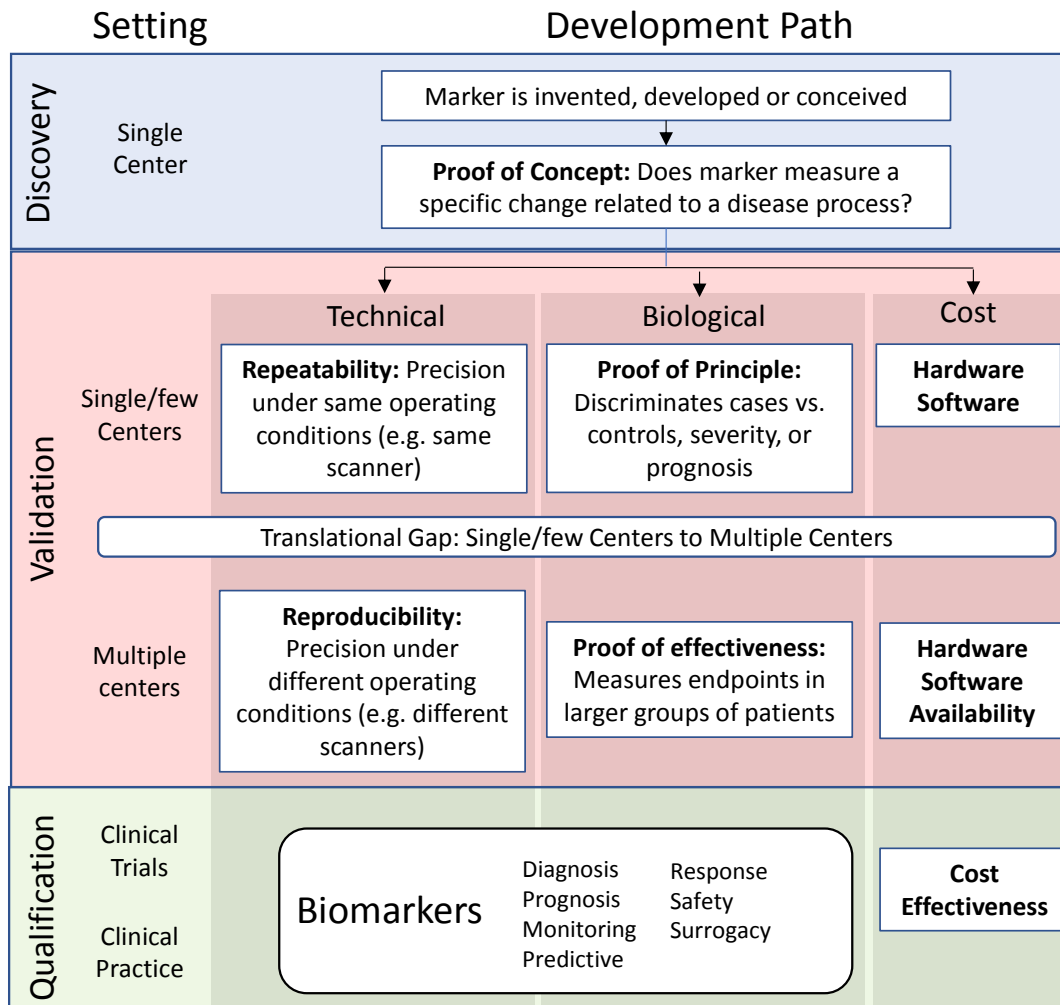 Setting
Development Path
Discovery
Single
Center
Marker is invented, developed or conceived
Proof of Concept: Does marker measure a
specific change related to a disease process?
Validation
Technical
Biological
Cost
Single/few
Centers
Repeatability: Precision
under same operating
conditions (e.g. same
scanner)
Proof of Principle:
Discriminates cases vs.
controls, severity, or
prognosis
Hardware
Software
Translational Gap: Single/few Centers to Multiple Centers
Multiple
centers
Reproducibility:
Precision under
different operating
conditions (e.g. different
scanners)
Proof of effectiveness:
Measures endpoints in
larger groups of patients
Hardware
Software
Availability
Qualification
Clinical
Trials
Clinical
Practice
Biomarkers
Diagnosis
Prognosis
Monitoring
Predictive
Response
Safety
Surrogacy
Cost
Effectiveness